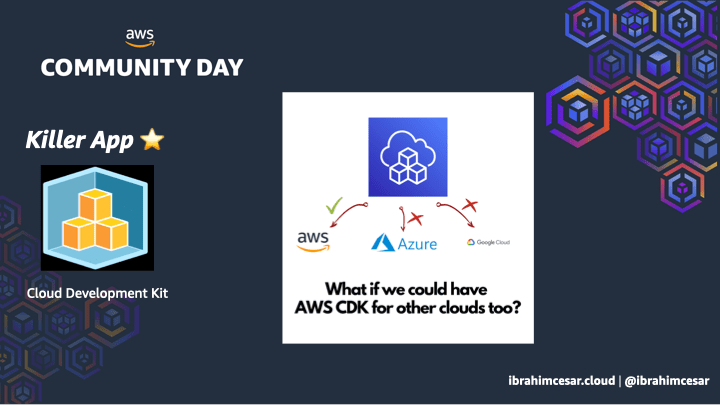 aws
COMMUNITY DAY
Killer App
Cloud Development Kit
aws
Azure
Google Cloud
What if we could have
AWS CDK for other clouds too?
ibrahimcesar.cloud | @ibrahimcesar